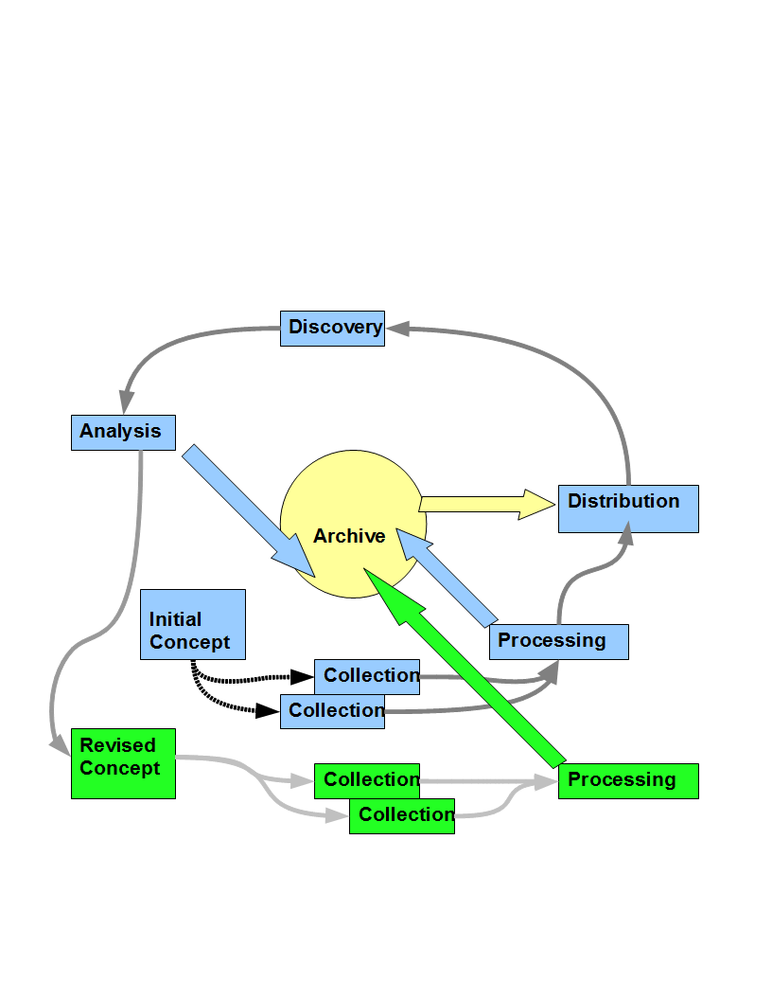 Discovery
Analysis
Distribution
Archive
Initial
Concept
Processing
Collection
Collection
Revised
Concept
Collection
Processing
Collection